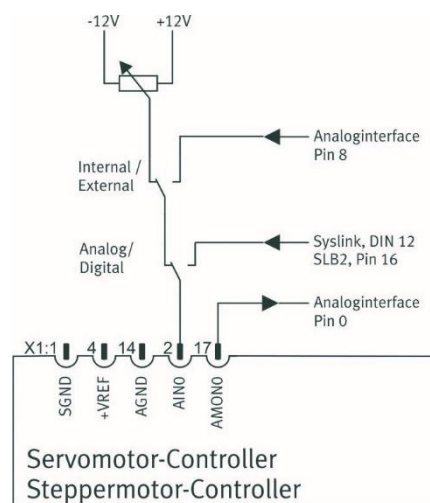 -12V +12V
Analoginterface
Pin 8
Internal /
External
Analog/
Digital
Syslink, DIN 12
SLB2, Pin 16
Analoginterface
Pin 0
X1:1 4 14 2 17
SGND
+VREF
AGND
AIN0
AMON0
Servomotor-Controller
Steppermotor-Controller